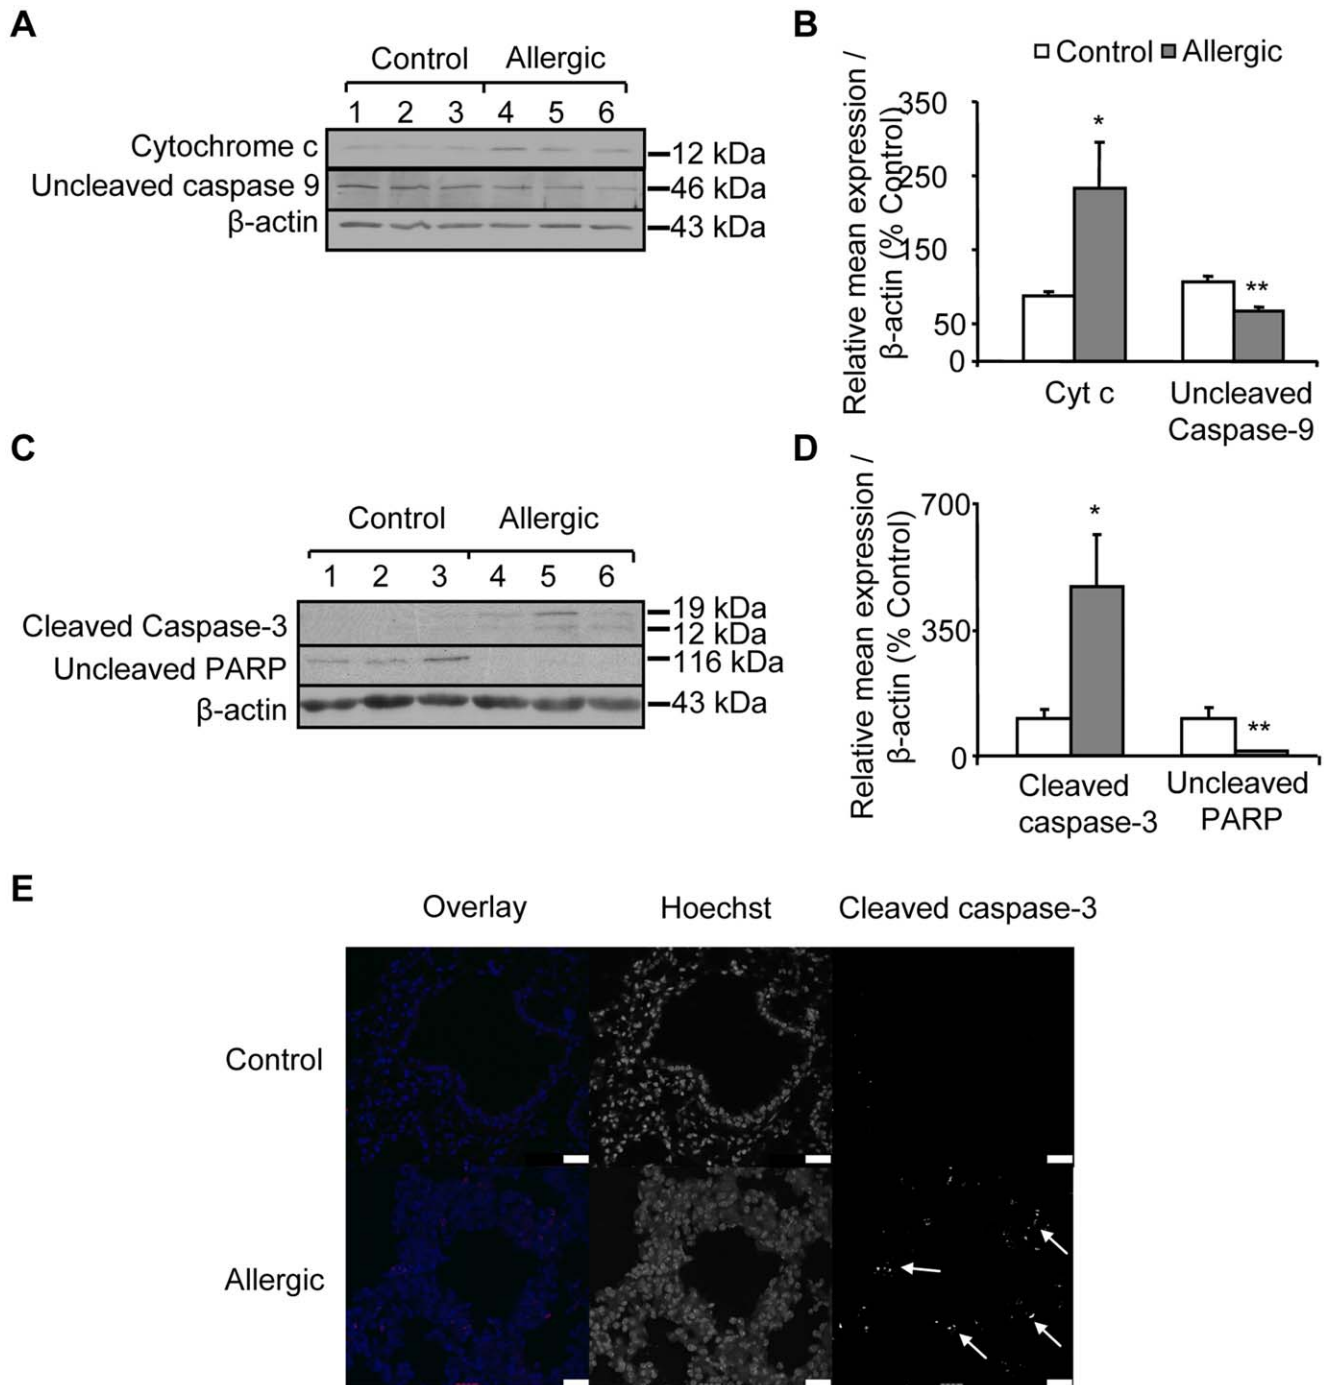 A
Control Allergic
1 2 3 4 5 6
Cytochrome c
12 kDa
Uncleaved caspase 9
46 kDa
β-actin
43 kDa
B
Control Allergic
Relative mean expression /
β-actin (% Control)
350
250
150
50
0
*
**
Cyt c
Uncleaved
Caspase-9
C
Control Allergic
1 2 3 4 5 6
Cleaved Caspase-3
19 kDa
12 kDa
Uncleaved PARP
116 kDa
β-actin
43 kDa
D
Relative mean expression /
β-actin (% Control)
700
350
0
*
**
Cleaved
caspase-3
Uncleaved
PARP
E
Overlay Hoechst Cleaved caspase-3
Control
Allergic